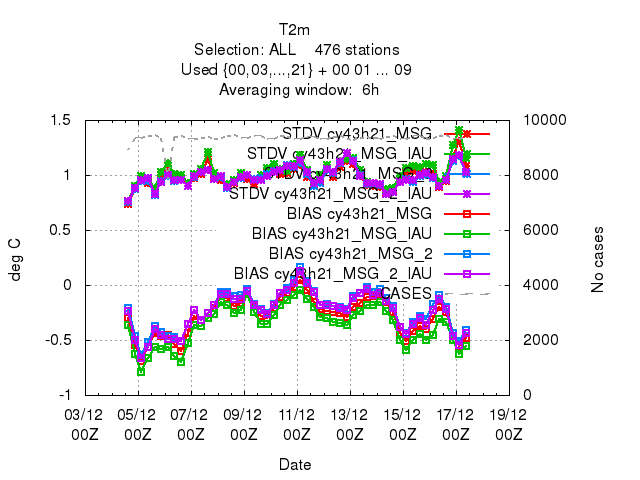 T2m
Selection: ALL 476 stations
Used {00,03,...,21} + 00 01 ... 09
Averaging window: 6h
1.5
1
0.5
0
-0.5
-1
deg C
10000
8000
6000
4000
2000
0
No cases
STDV cy43h21_MSG
STDV cy43h21_MSG_IAU
STDV cy43h21_MSG_2
STDV cy43h21_MSG_2_IAU
BIAS cy43h21_MSG
BIAS cy43h21_MSG_IAU
BIAS cy43h21_MSG_2
BIAS cy43h21_MSG_2_IAU
CASES
03/12 05/12 07/12 09/12 11/12 13/12 15/12 17/12 19/12
00Z 00Z 00Z 00Z 00Z 00Z 00Z 00Z 00Z
Date